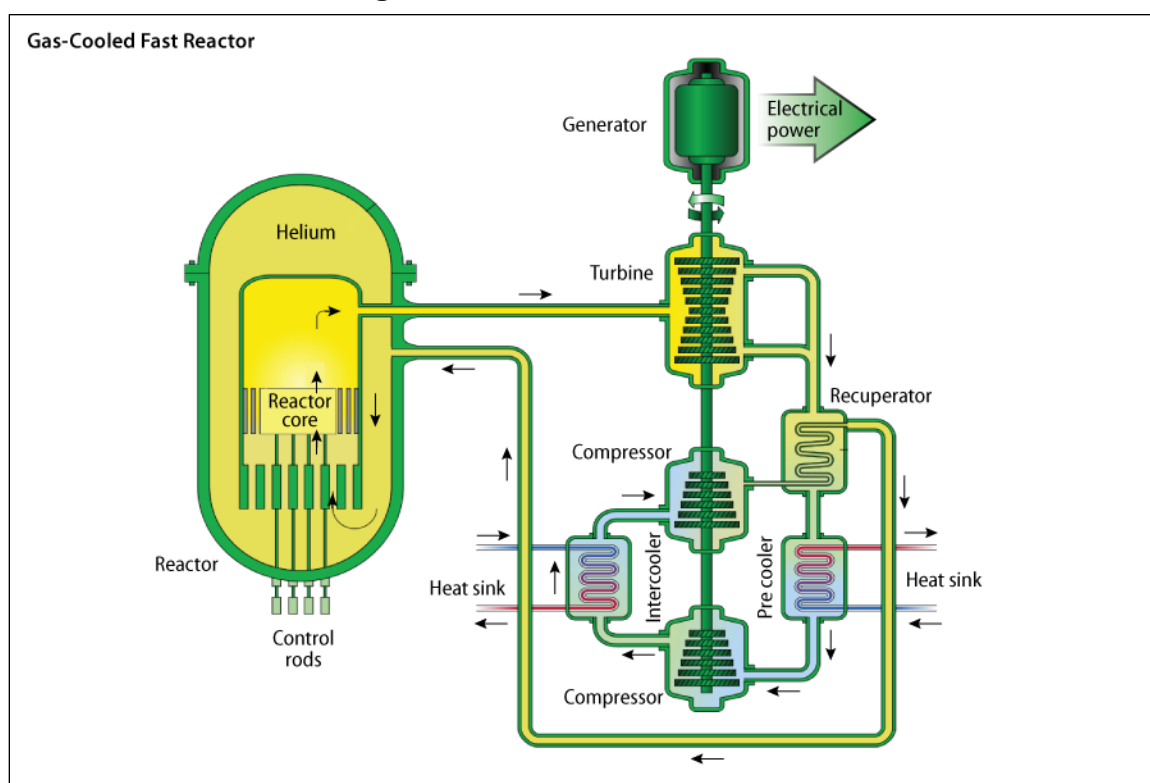 Gas-Cooled Fast Reactor
Generator
Electrical
power
Helium
Turbine
Reactor
core
Recuperator
Compressor
Intercooler
Pre cooler
Reactor
Heat sink
Heat sink
Control
rods
Compressor